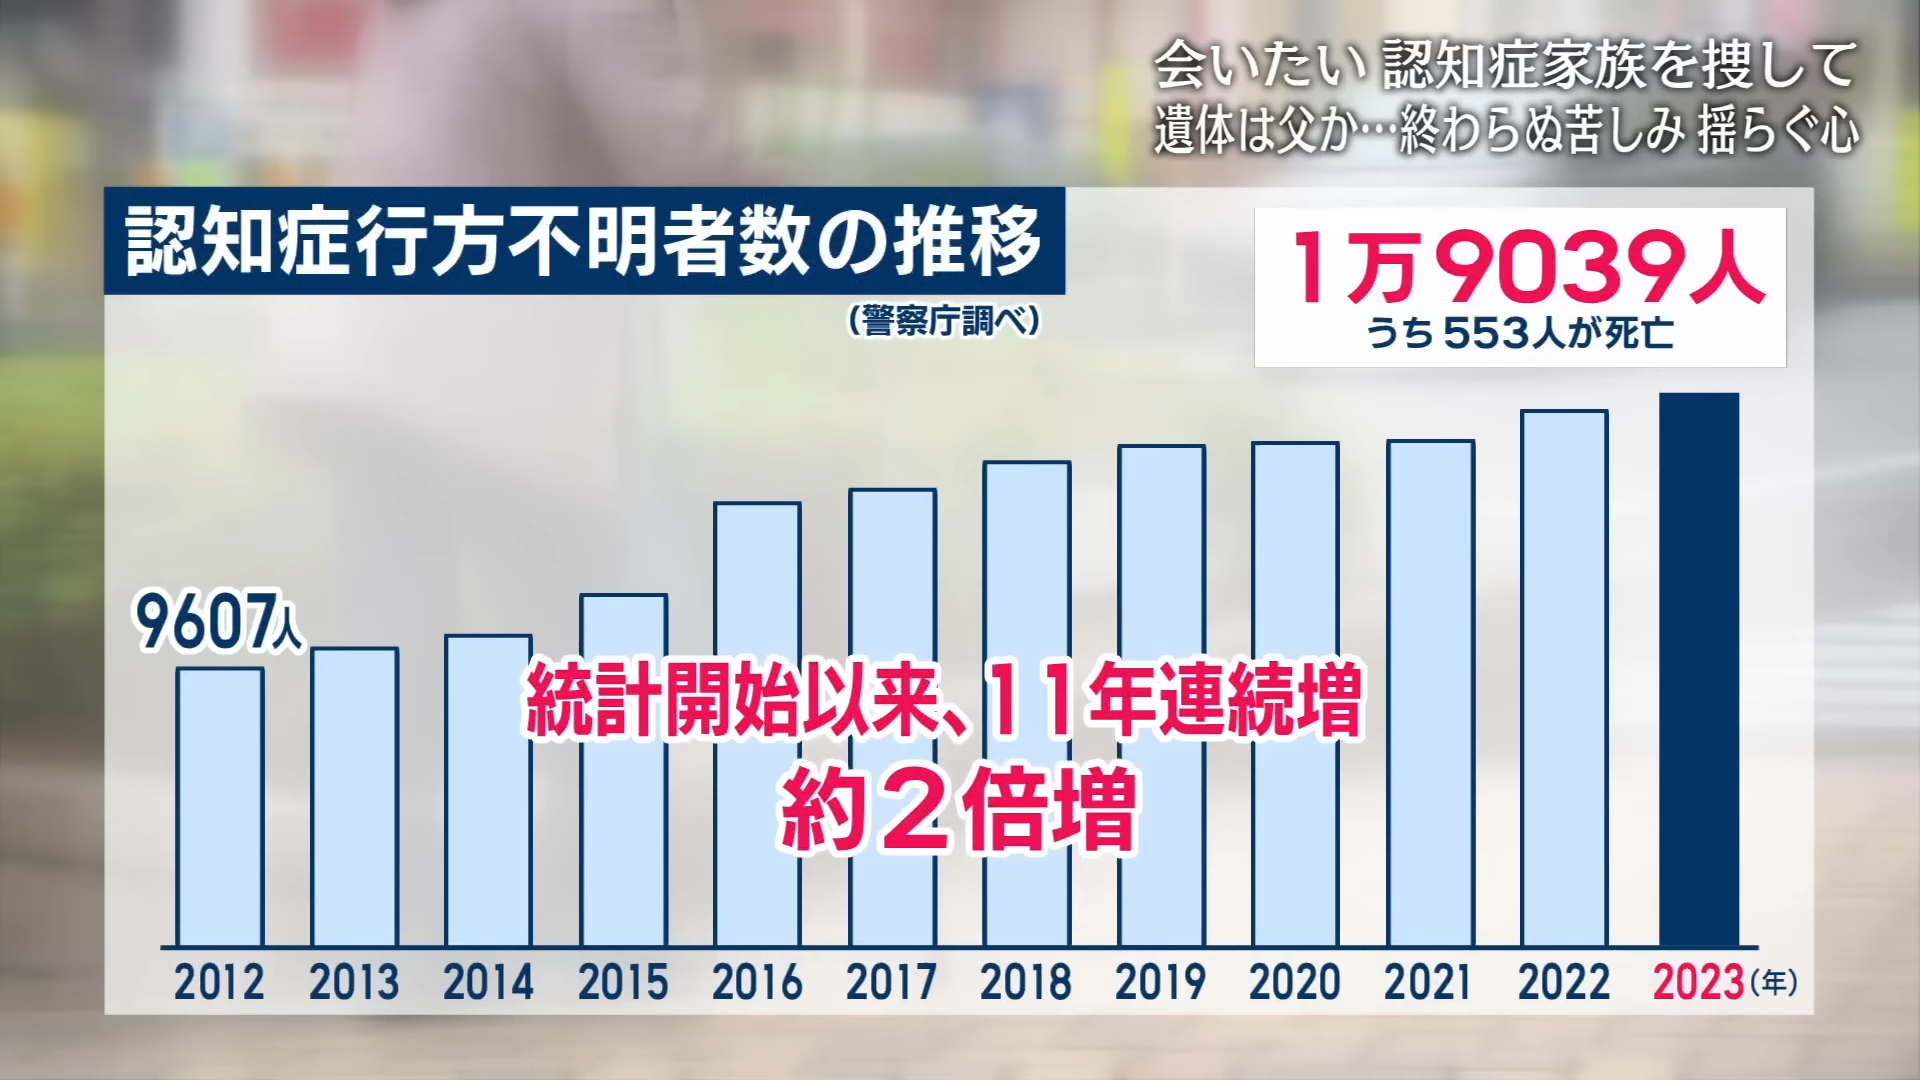 会いたい 認知症家族を捜して
遺体は父か…終わらぬ苦しみ 揺らぐ心
認知症行方不明者数の推移
(警察庁調べ)
1万9039人
うち553人が死亡
9607人
統計開始以来、11年連続増
約2倍増
2012 2013 2014 2015 2016 2017 2018 2019 2020 2021 2022 2023(年)